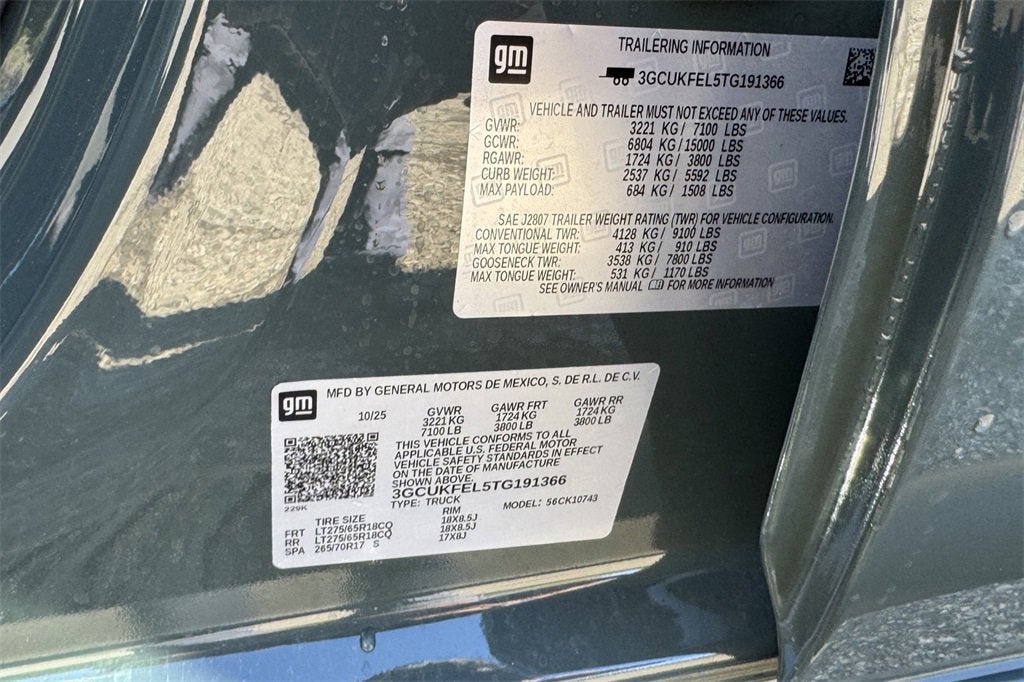 gm
TRAILERING INFORMATION
3GCUKFEL5TG191366
VEHICLE AND TRAILER MUST NOT EXCEED ANY OF THESE VALUES.
GVWR: 3221 KG / 7100 LBS
GCWR: 6804 KG / 15000 LBS
RGAWR: 1724 KG / 3800 LBS
CURB WEIGHT: 2537 KG / 5592 LBS
MAX PAYLOAD: 684 KG / 1508 LBS
SAE J2807 TRAILER WEIGHT RATING (TWR) FOR VEHICLE CONFIGURATION.
CONVENTIONAL TWR: 4128 KG / 9100 LBS
MAX TONGUE WEIGHT: 413 KG / 910 LBS
GOOSENECK TWR: 3538 KG / 7800 LBS
MAX TONGUE WEIGHT: 531 KG / 1170 LBS
SEE OWNER'S MANUAL FOR MORE INFORMATION
gm
MFD BY GENERAL MOTORS DE MEXICO, S. DE R.L. DE C.V.
10/25 GVWR GAWR FRT GAWR RR
3221 KG 1724 KG 1724 KG
7100 LB 3800 LB 3800 LB
THIS VEHICLE CONFORMS TO ALL
APPLICABLE U.S. FEDERAL MOTOR
VEHICLE SAFETY STANDARDS IN EFFECT
ON THE DATE OF MANUFACTURE
SHOWN ABOVE.
3GCUKFEL5TG191366
229K
TYPE: TRUCK MODEL: 56CK10743
TIRE SIZE RIM
FRT LT275/65R18CQ 18X8.5J
RR LT275/65R18CQ 18X8.5J
SPA 265/70R17 S 17X8J